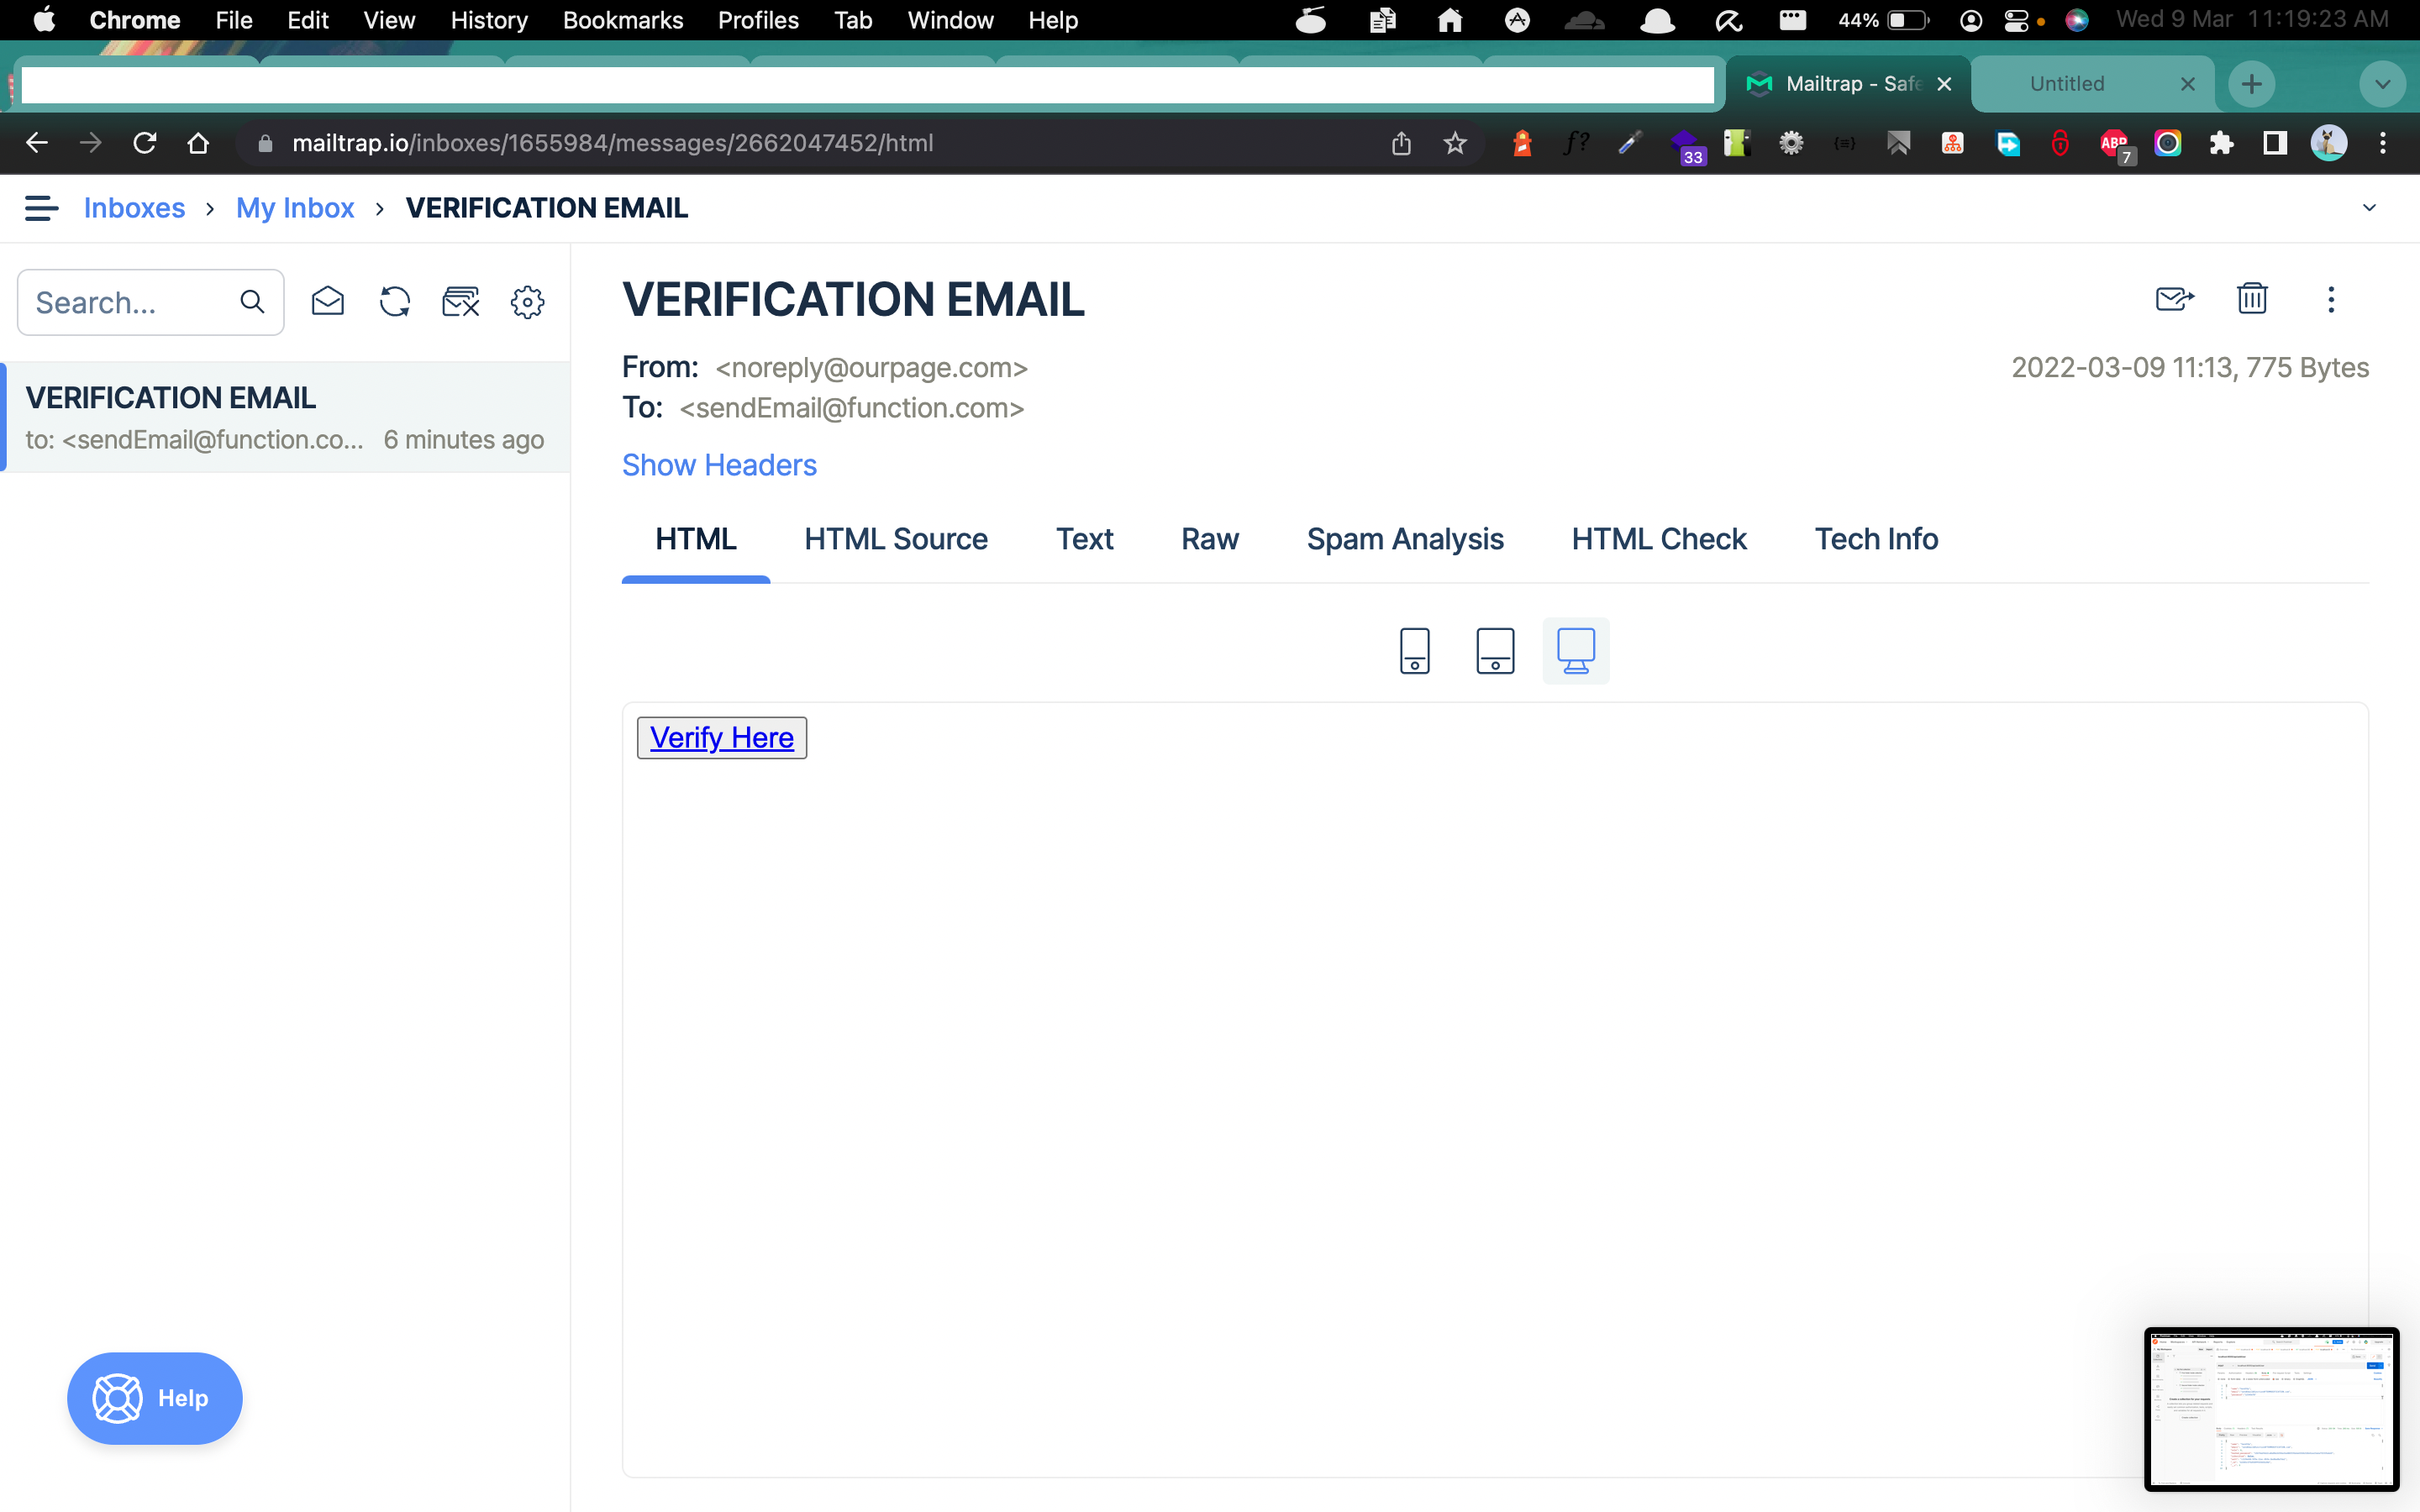 Chrome File Edit View History Bookmarks Profiles Tab Window Help 44% Wed 9 Mar 11:19:23 AM
Mailtrap - Safe Untitled
mailtrap.io/inboxes/1655984/messages/2662047452/html f? 33 {=} ABP 7
Inboxes › My Inbox › VERIFICATION EMAIL
Search...
VERIFICATION EMAIL
to: <sendEmail@function.co... 6 minutes ago
VERIFICATION EMAIL
From: <noreply@ourpage.com>
2022-03-09 11:13, 775 Bytes
To: <sendEmail@function.com>
Show Headers
HTML HTML Source Text Raw Spam Analysis HTML Check Tech Info
Verify Here
Help